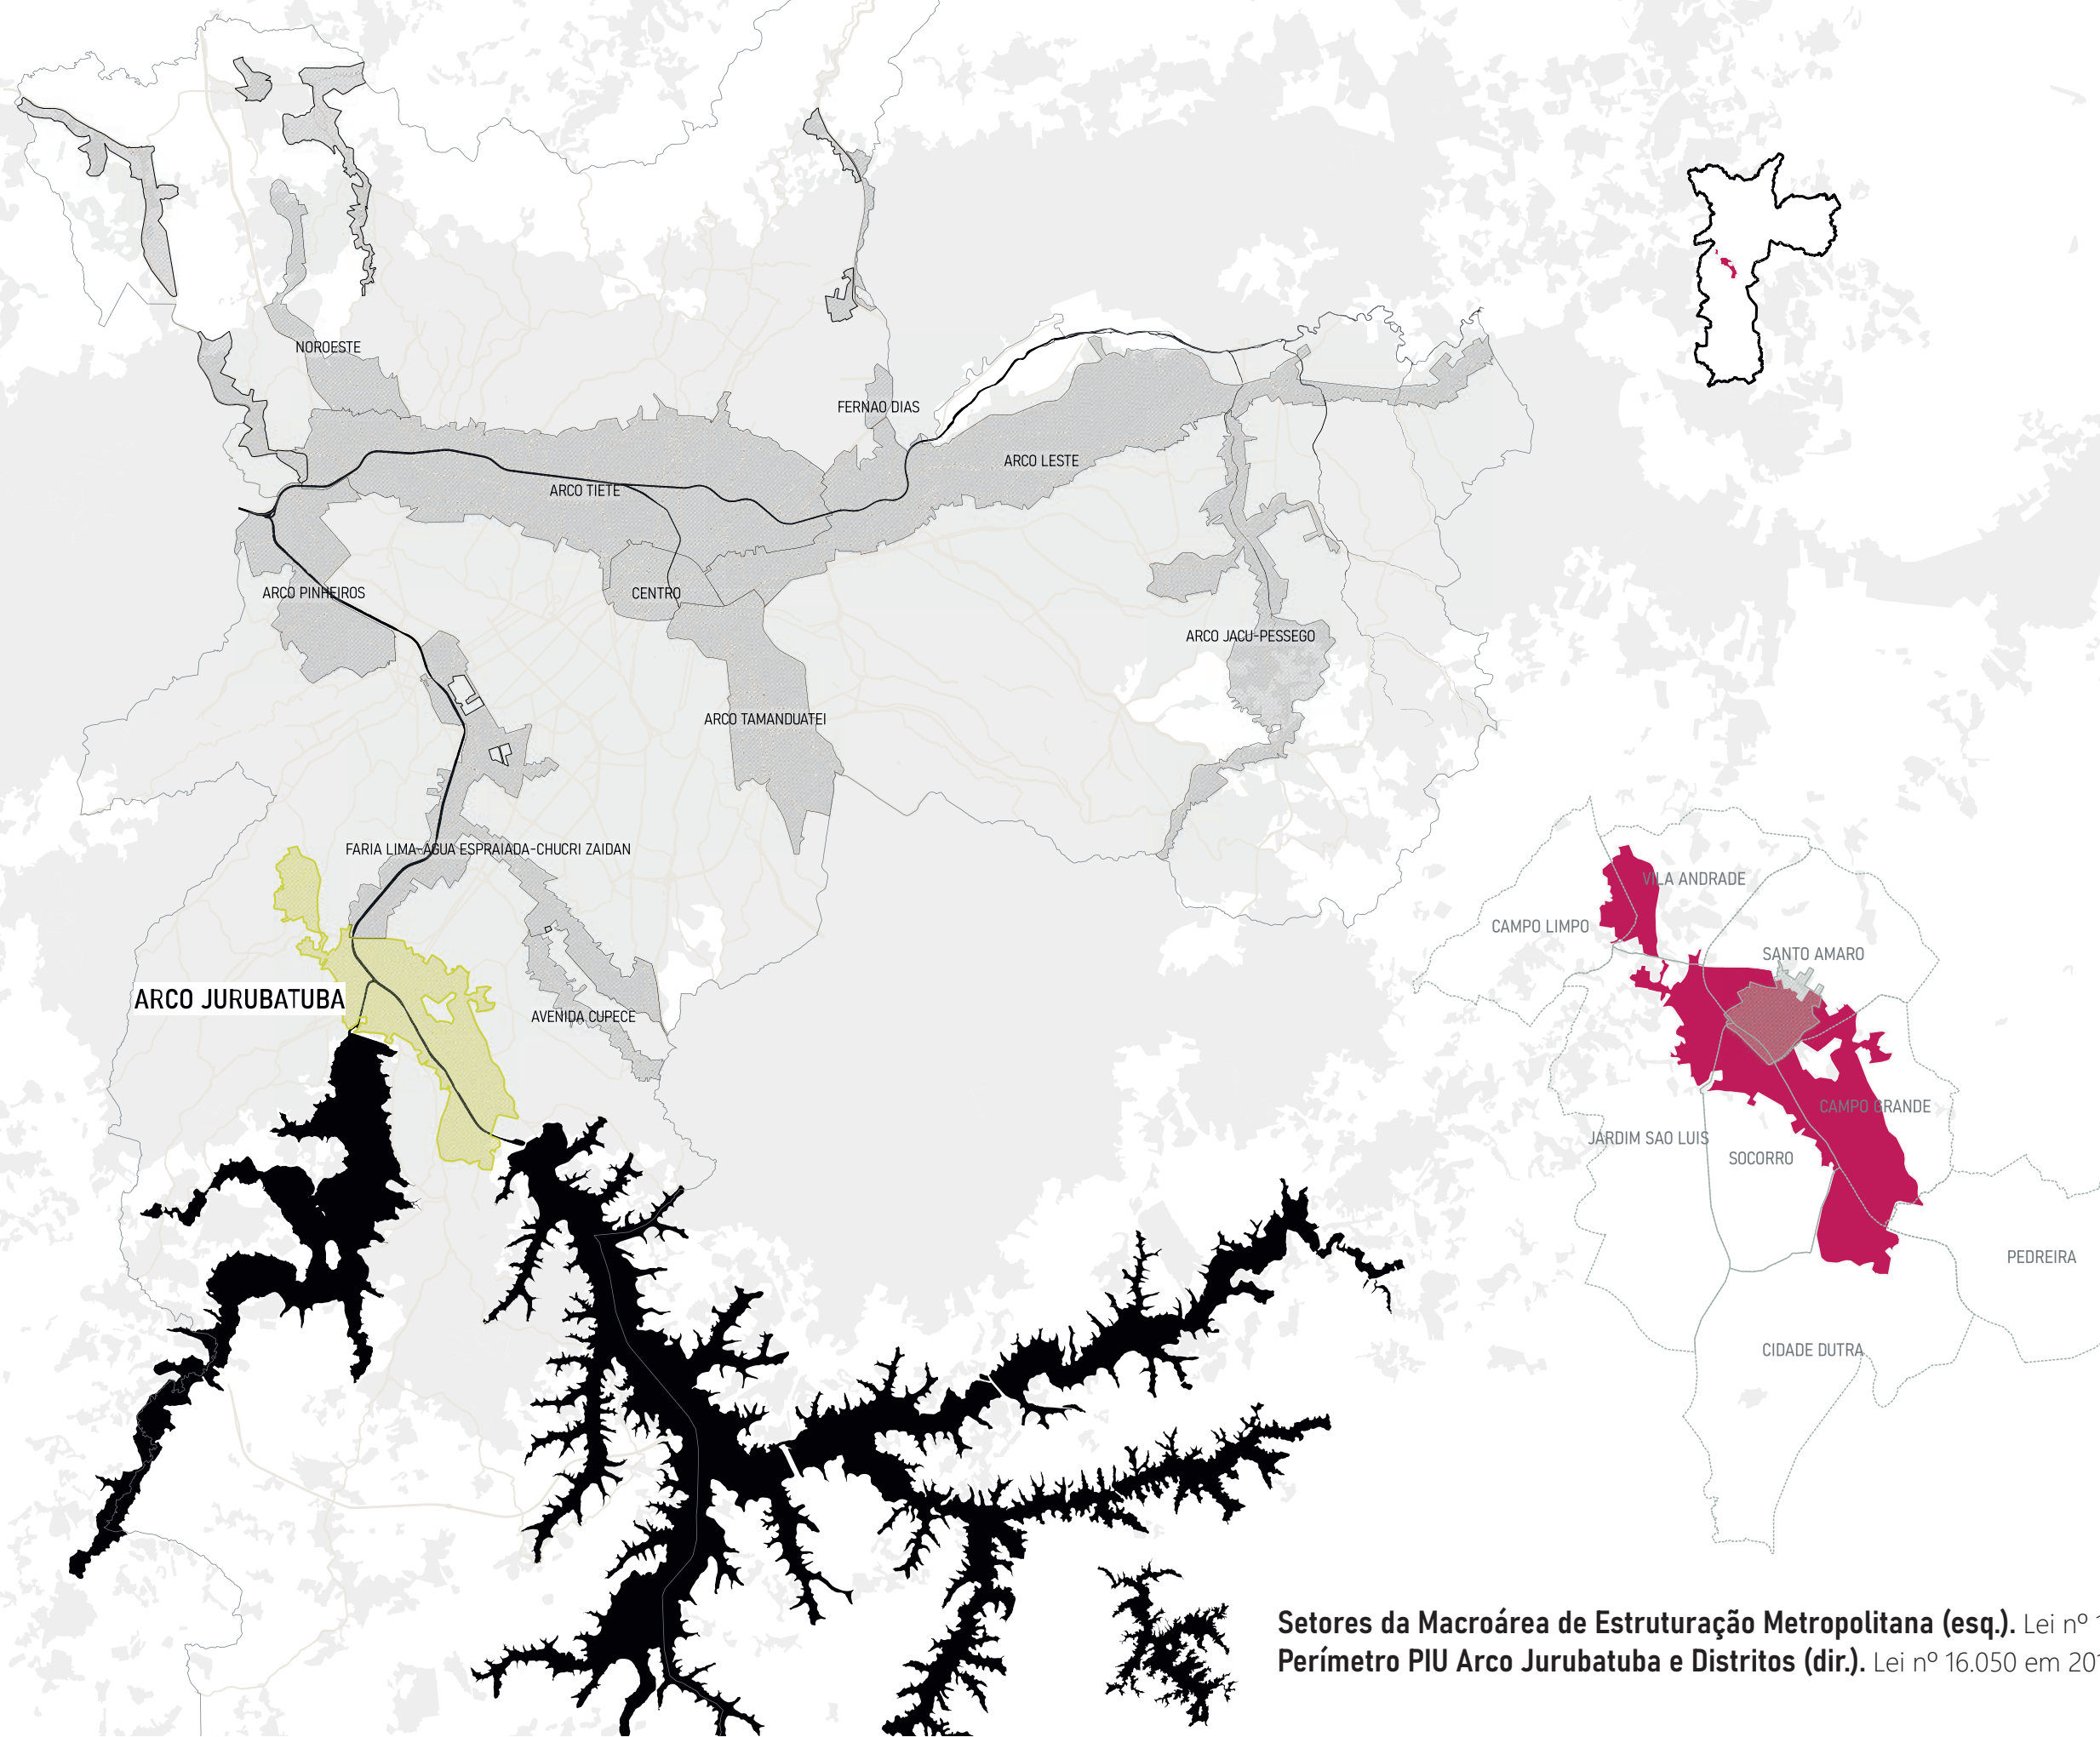 NOROESTE
FERNAO DIAS
ARCO LESTE
ARCO TIETE
ARCO PINHEIROS
CENTRO
ARCO JACU-PESSEGO
ARCO TAMANDUATEI
FARIA LIMA-AGUA ESPRAIADA-CHUCRI ZAIDAN
ARCO JURUBATUBA
AVENIDA CUPECE
VILA ANDRADE
CAMPO LIMPO
SANTO AMARO
CAMPO GRANDE
JARDIM SAO LUIS
SOCORRO
PEDREIRA
CIDADE DUTRA
Setores da Macroárea de Estruturação Metropolitana (esq.). Lei nº
Perímetro PIU Arco Jurubatuba e Distritos (dir.). Lei nº 16.050 em